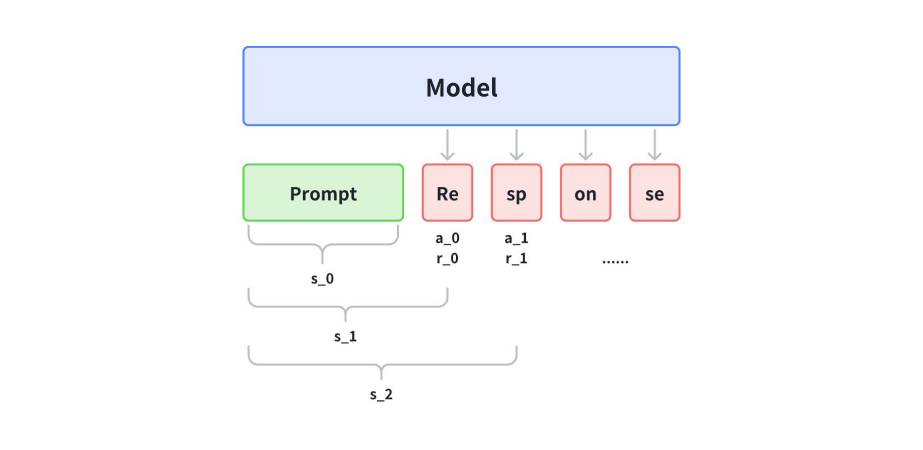 Model
Prompt Re sp on se
a_0 a_1
r_0 r_1 ......
s_0
s_1
s_2